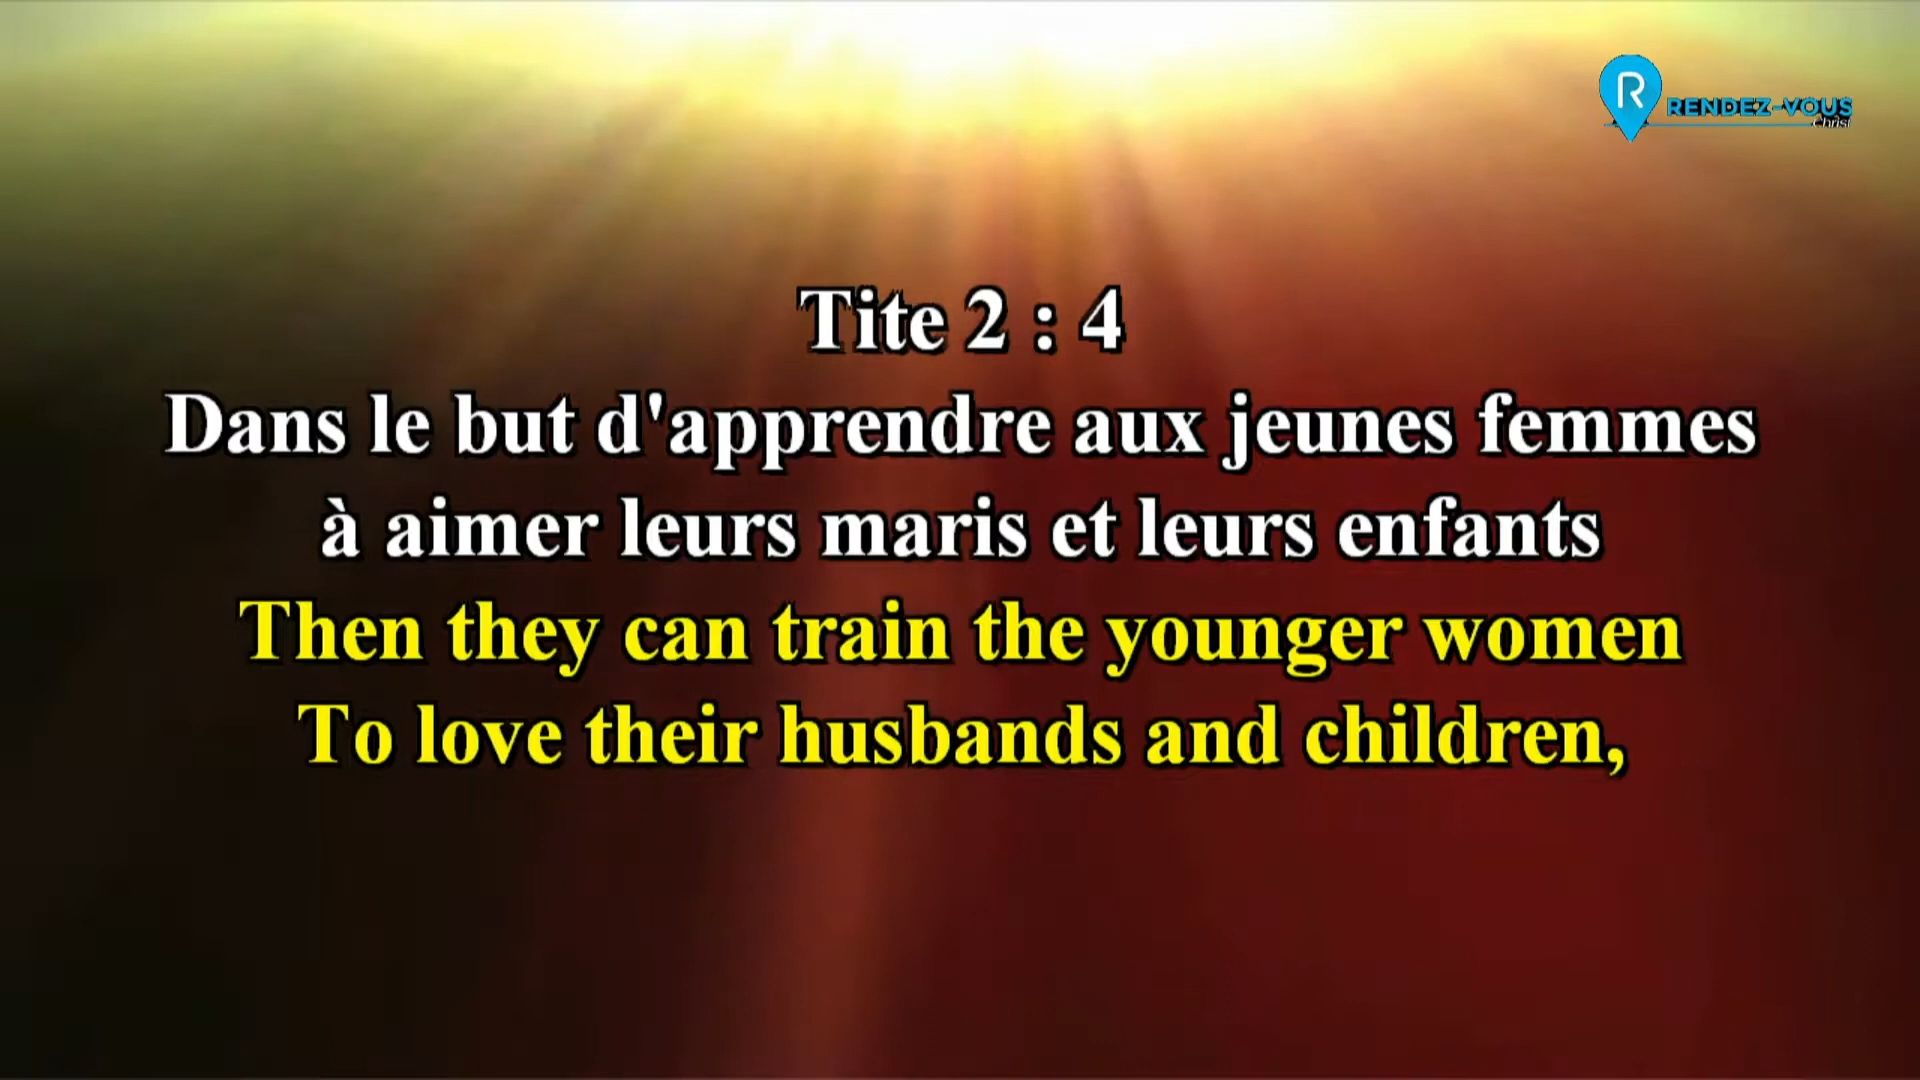 R
RENDEZ-VOUS
Christ
Tite 2 : 4
Dans le but d'apprendre aux jeunes femmes
à aimer leurs maris et leurs enfants
Then they can train the younger women
To love their husbands and children,